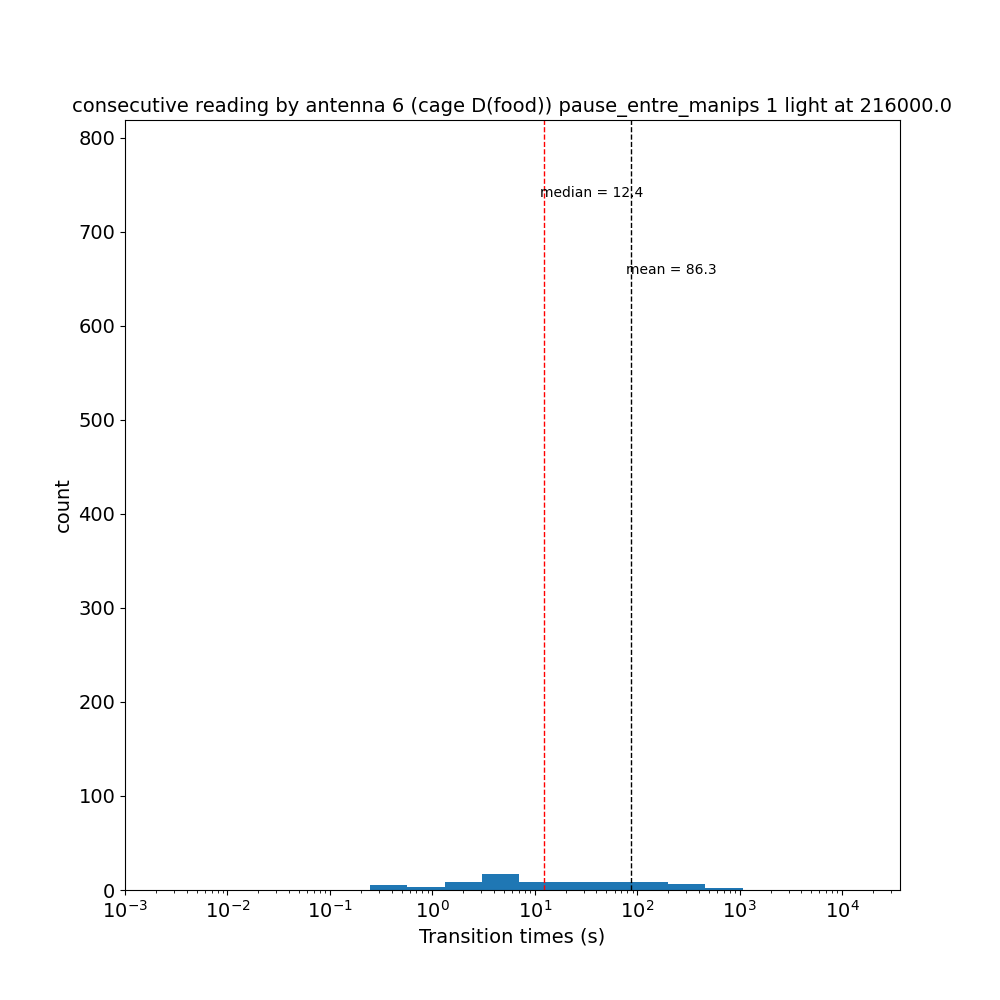 consecutive reading by antenna 6 (cage D(food)) pause_entre_manips 1 light at 216000.0
800
median = 12.4
700
mean = 86.3
600
500
count
400
300
200
100
0
10⁻³ 10⁻² 10⁻¹ 10⁰ 10¹ 10² 10³ 10⁴
Transition times (s)